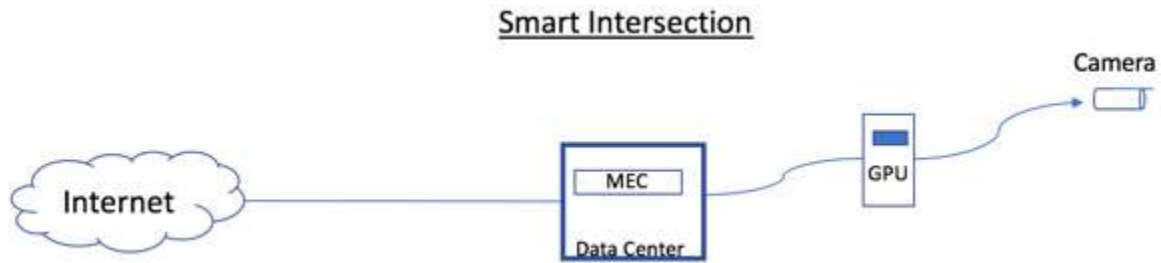 Smart Intersection
Camera
MEC
GPU
Internet
Data Center